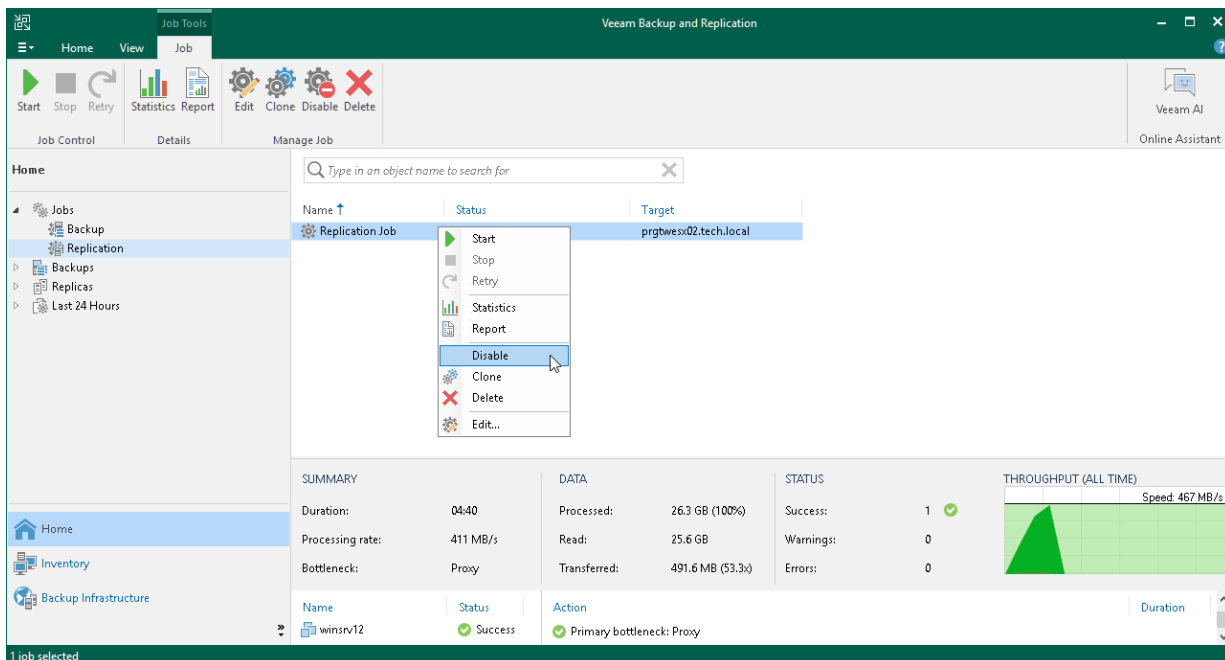 Job Tools
Veeam Backup and Replication
Home View Job
Start Stop Retry Statistics Report Edit Clone Disable Delete
Veeam AI
Job Control Details Manage Job Online Assistant
Home
Type in an object name to search for
Jobs
Backup
Replication
Backups
Replicas
Last 24 Hours
Name Status Target
Replication Job prgtwesx02.tech.local
Start
Stop
Retry
Statistics
Report
Disable
Clone
Delete
Edit...
SUMMARY DATA STATUS THROUGHPUT (ALL TIME)
Speed: 467 MB/s
Duration: 04:40 Processed: 26.3 GB (100%) Success: 1
Processing rate: 411 MB/s Read: 25.6 GB Warnings: 0
Bottleneck: Proxy Transferred: 491.6 MB (53.3x) Errors: 0
Home
Inventory
Backup Infrastructure
Name Status Action Duration
winsrv12 Success Primary bottleneck: Proxy
1 job selected